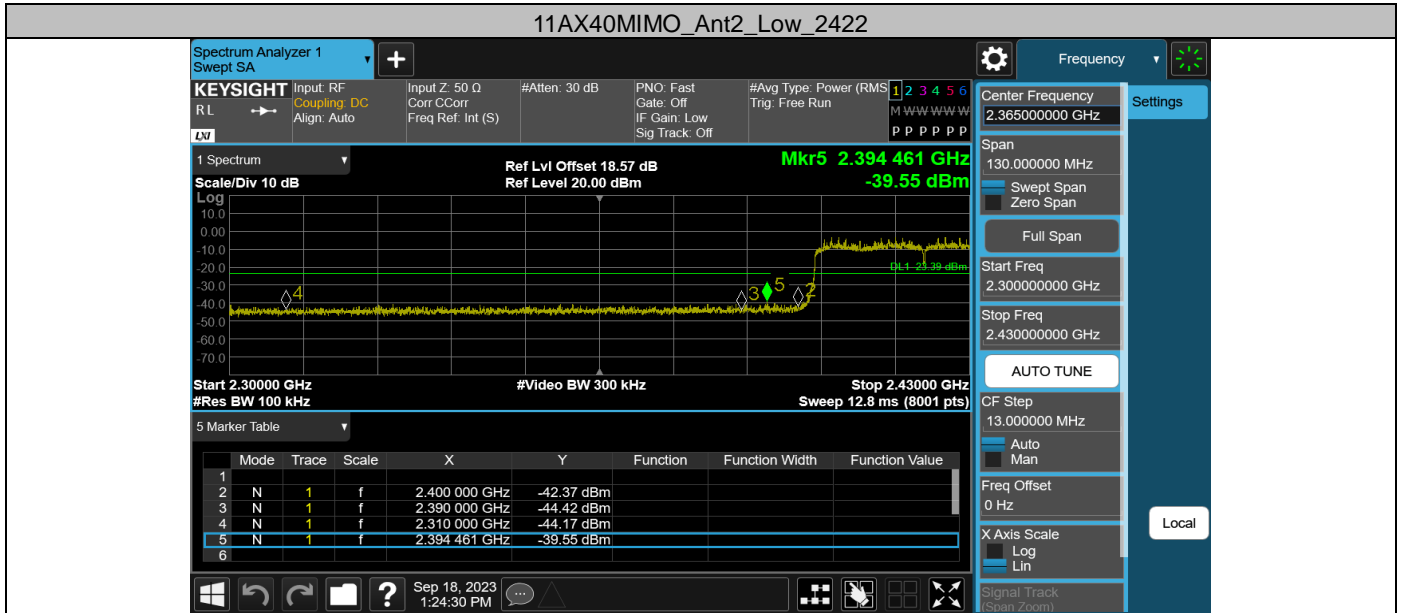 11AX40MIMO_Ant2_Low_2422
Spectrum Analyzer 1
Swept SA
+
Frequency
KEYSIGHT
RL
LXI
Input: RF
Coupling: DC
Align: Auto
Input Z: 50 Ω
Corr CCorr
Freq Ref: Int (S)
#Atten: 30 dB
PNO: Fast
Gate: Off
IF Gain: Low
Sig Track: Off
#Avg Type: Power (RMS
Trig: Free Run
1 2 3 4 5 6
M W W W W W
P P P P P P
1 Spectrum
Scale/Div 10 dB
Ref Lvl Offset 18.57 dB
Ref Level 20.00 dBm
Mkr5 2.394 461 GHz
-39.55 dBm
Log
10.0
0.00
-10.0
-20.0
-30.0
-40.0
-50.0
-60.0
-70.0
DL1 -23.39 dBm
4
3
5
2
Start 2.30000 GHz
#Res BW 100 kHz
#Video BW 300 kHz
Stop 2.43000 GHz
Sweep 12.8 ms (8001 pts)
5 Marker Table
Mode Trace Scale X Y Function Function Width Function Value
1
2 N 1 f 2.400 000 GHz -42.37 dBm
3 N 1 f 2.390 000 GHz -44.42 dBm
4 N 1 f 2.310 000 GHz -44.17 dBm
5 N 1 f 2.394 461 GHz -39.55 dBm
6
Sep 18, 2023
1:24:30 PM
?
Center Frequency
2.365000000 GHz
Span
130.000000 MHz
Swept Span
Zero Span
Full Span
Start Freq
2.300000000 GHz
Stop Freq
2.430000000 GHz
AUTO TUNE
CF Step
13.000000 MHz
Auto
Man
Freq Offset
0 Hz
X Axis Scale
Log
Lin
Signal Track
(Span Zoom)
Settings
Local